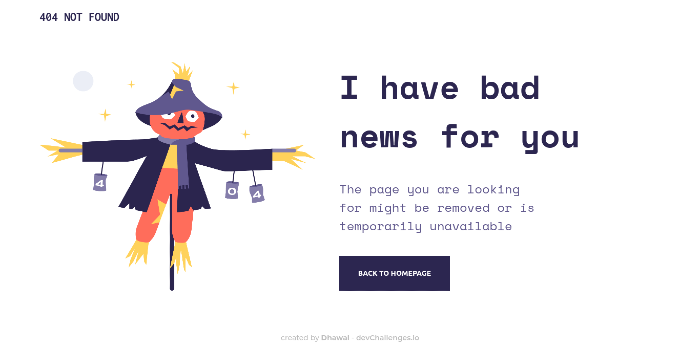 404 NOT FOUND
I have bad
news for you
The page you are looking
for might be removed or is
temporarily unavailable
BACK TO HOMEPAGE
4
0
4
created by Dhawal - devChallenges.io